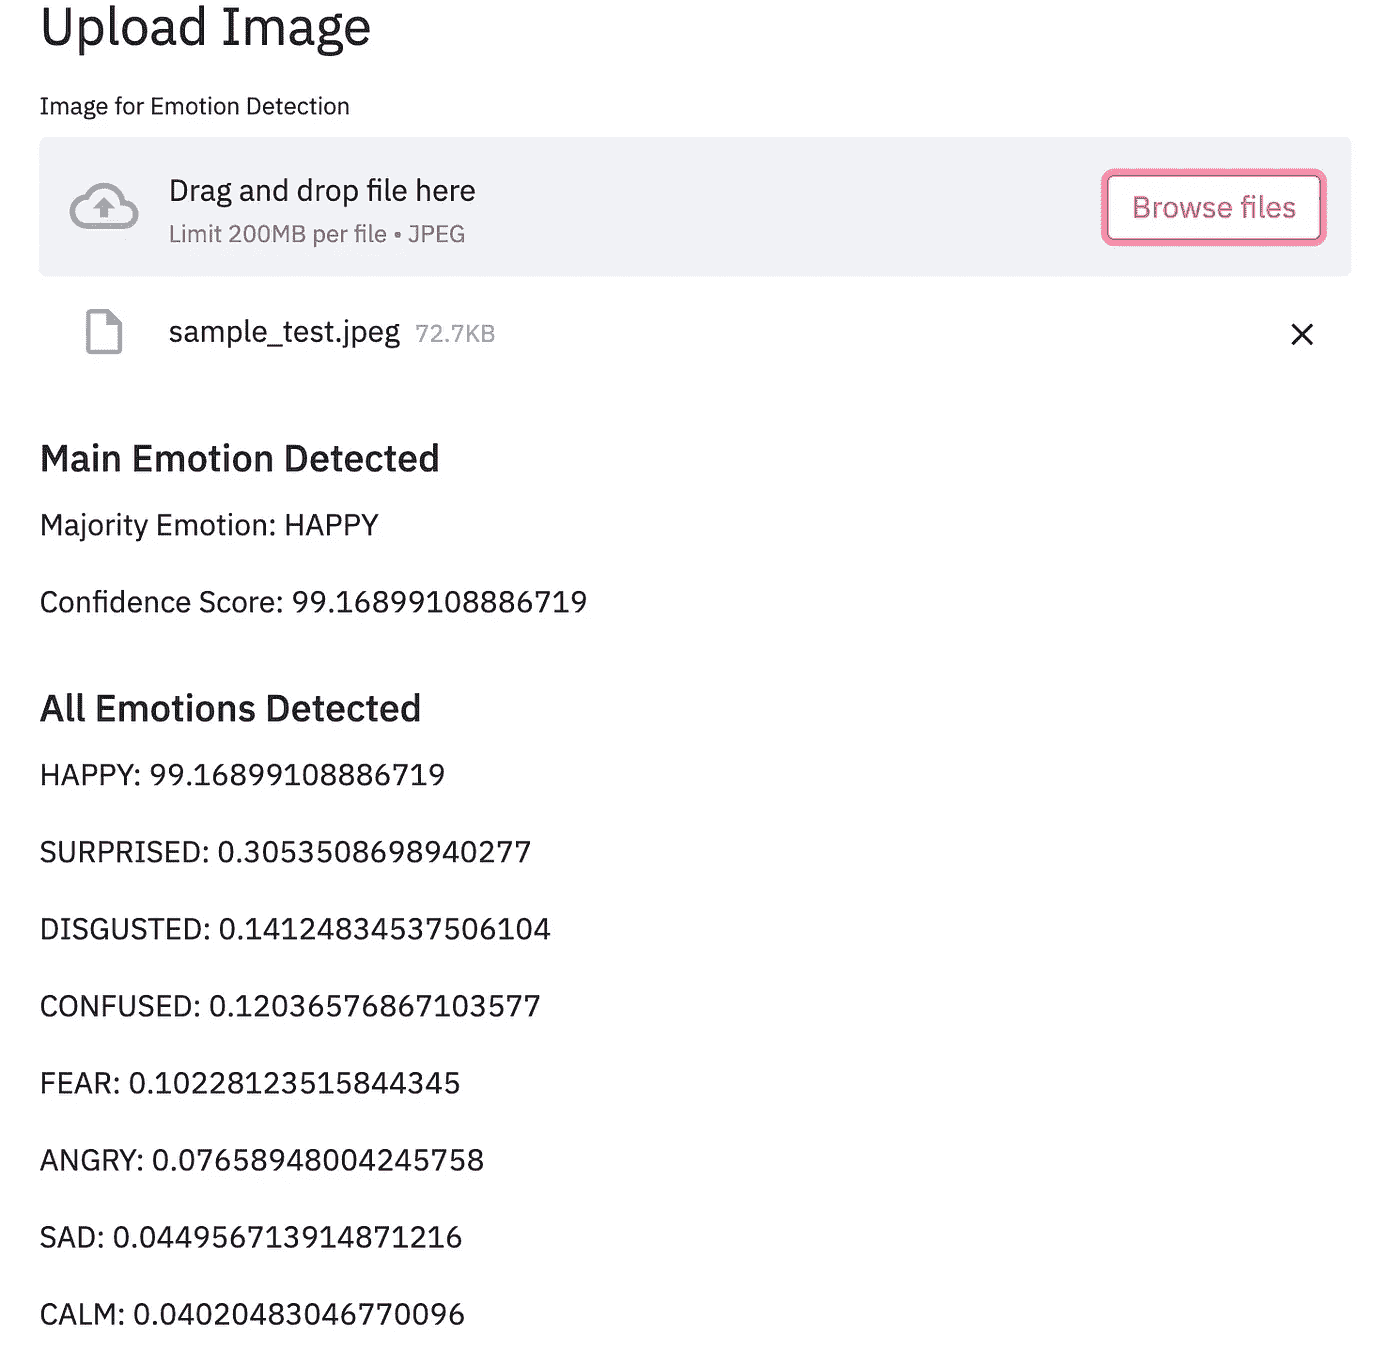 Upload Image
Image for Emotion Detection
Drag and drop file here
Browse files
Limit 200MB per file • JPEG
sample_test.jpeg 72.7KB
Main Emotion Detected
Majority Emotion: HAPPY
Confidence Score: 99.16899108886719
All Emotions Detected
HAPPY: 99.16899108886719
SURPRISED: 0.3053508698940277
DISGUSTED: 0.14124834537506104
CONFUSED: 0.12036576867103577
FEAR: 0.10228123515844345
ANGRY: 0.07658948004245758
SAD: 0.044956713914871216
CALM: 0.04020483046770096